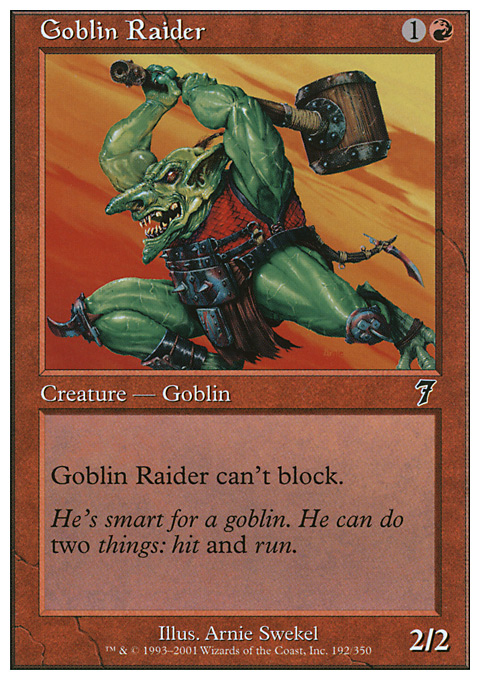 Goblin Raider 1
Creature — Goblin 7
Goblin Raider can't block.
He's smart for a goblin. He can do
two things: hit and run.
Illus. Arnie Swekel
™ & © 1993–2001 Wizards of the Coast, Inc. 192/350
2/2